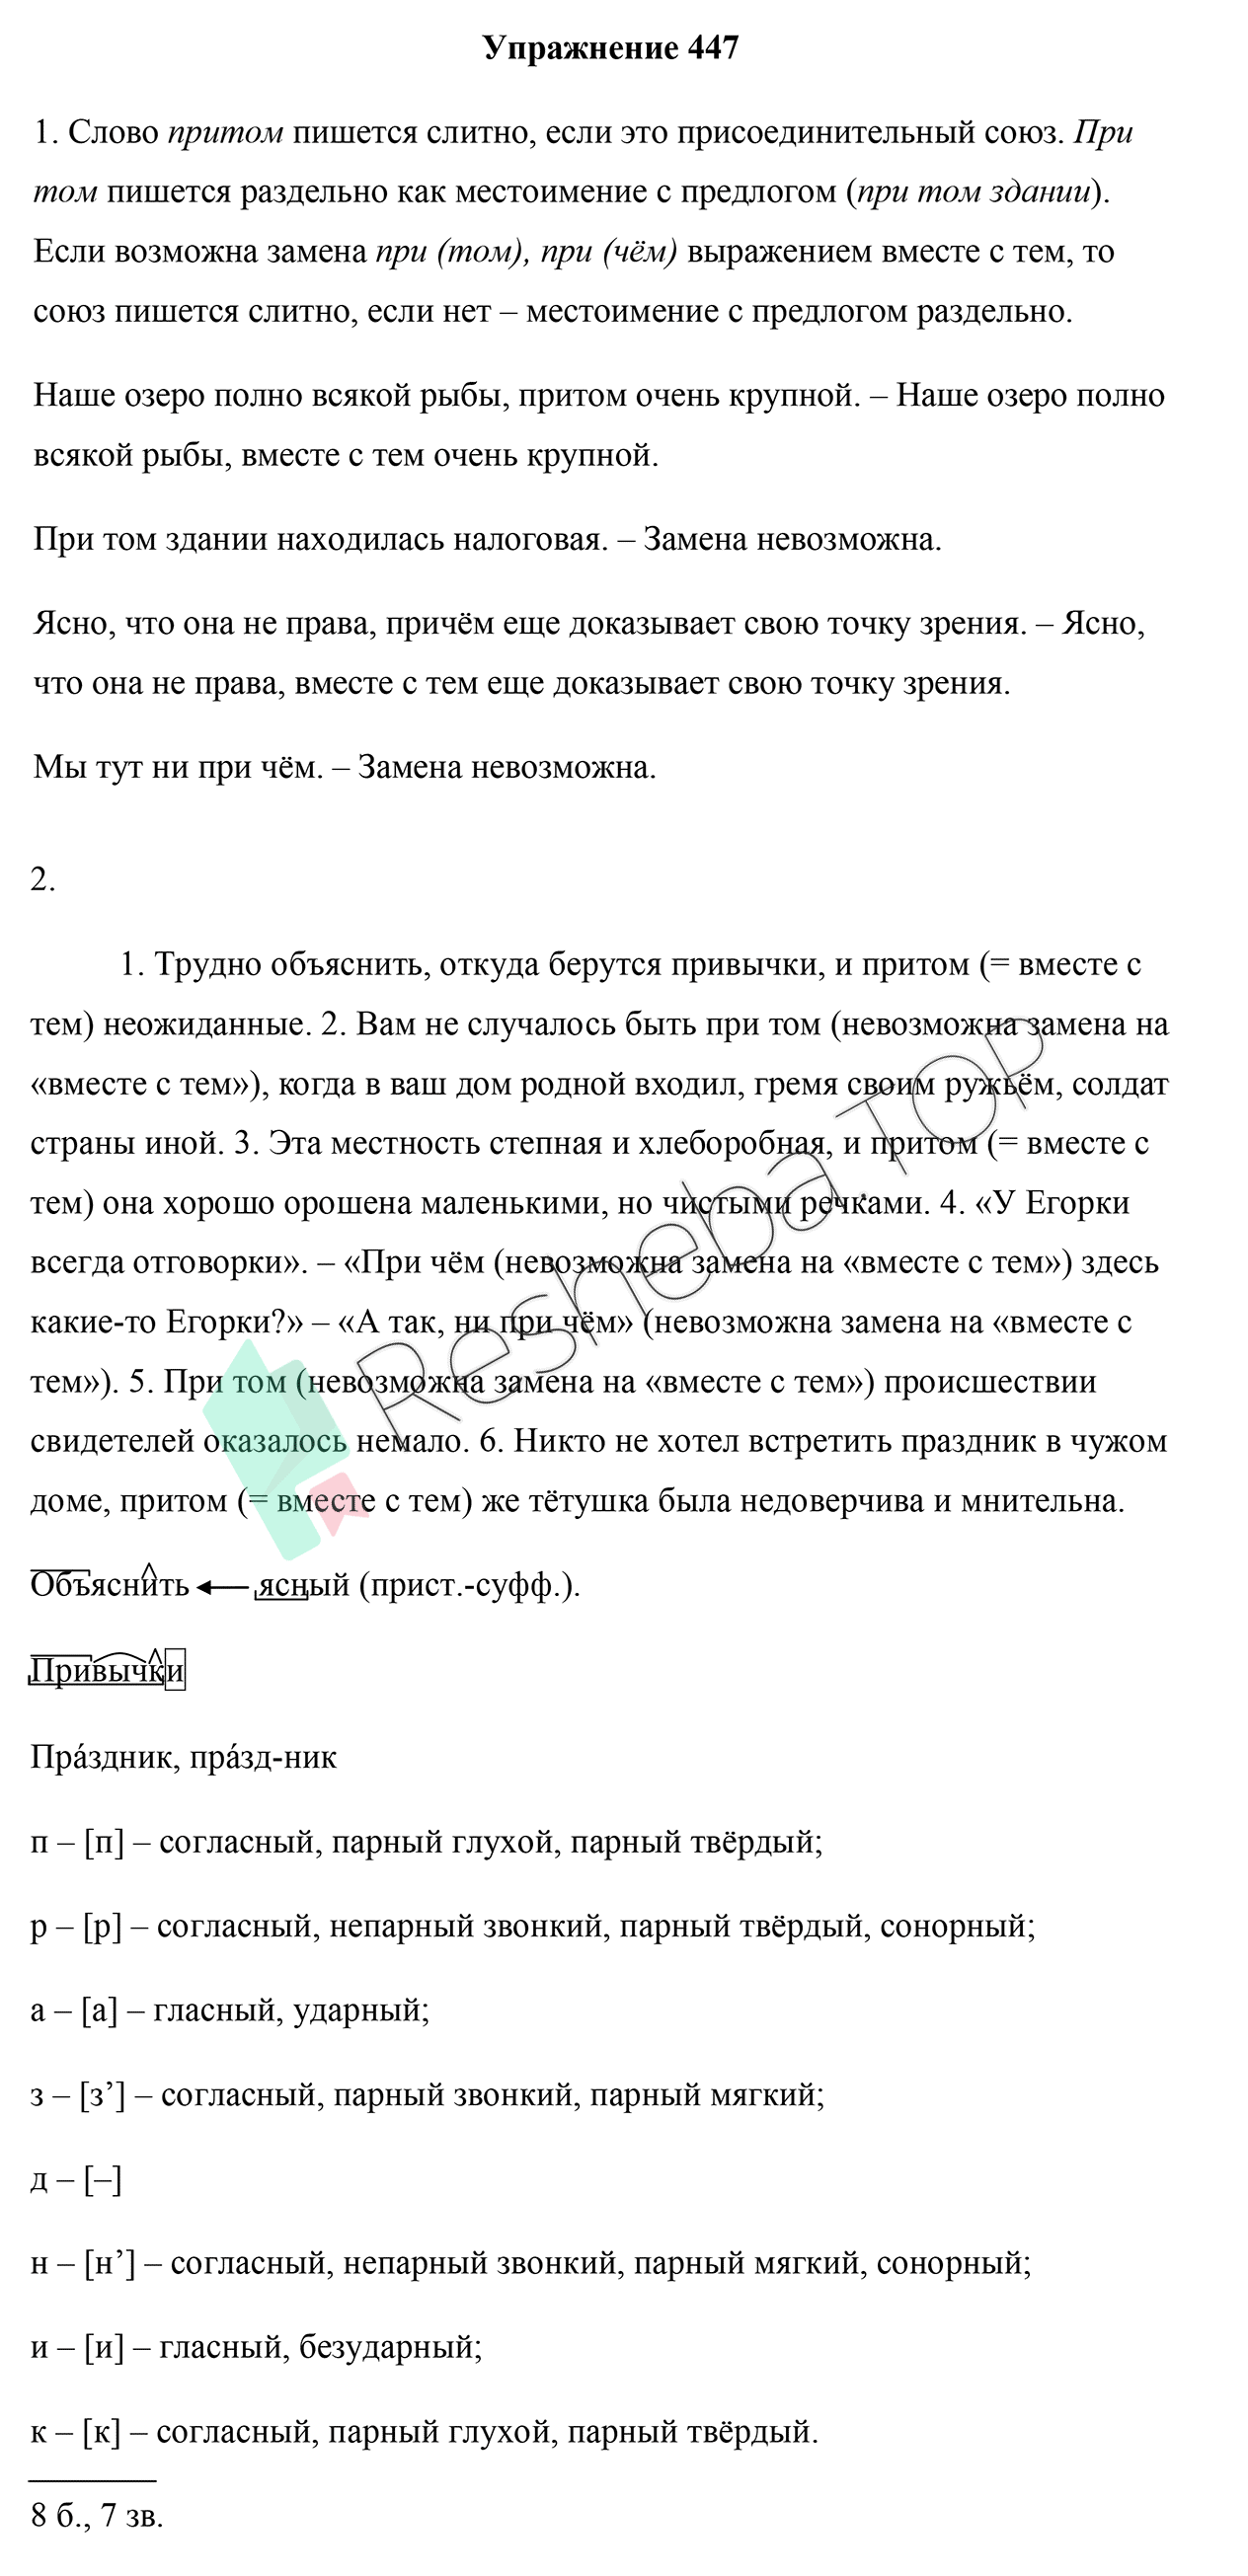 Упражнение 447
1. Слово притом пишется слитно, если это присоединительный союз. При
том пишется раздельно как местоимение с предлогом (при том здании).
Если возможна замена при (том), при (чём) выражением вместе с тем, то
союз пишется слитно, если нет – местоимение с предлогом раздельно.
Наше озеро полно всякой рыбы, притом очень крупной. – Наше озеро полно
всякой рыбы, вместе с тем очень крупной.
При том здании находилась налоговая. – Замена невозможна.
Ясно, что она не права, причём еще доказывает свою точку зрения. – Ясно,
что она не права, вместе с тем еще доказывает свою точку зрения.
Мы тут ни при чём. – Замена невозможна.
2.
1. Трудно объяснить, откуда берутся привычки, и притом (= вместе с
тем) неожиданные. 2. Вам не случалось быть при том (невозможна замена на
«вместе с тем»), когда в ваш дом родной входил, гремя своим ружьём, солдат
страны иной. 3. Эта местность степная и хлеборобная, и притом (= вместе с
тем) она хорошо орошена маленькими, но чистыми речками. 4. «У Егорки
всегда отговорки». – «При чём (невозможна замена на «вместе с тем») здесь
какие-то Егорки?» – «А так, ни при чём» (невозможна замена на «вместе с
тем»). 5. При том (невозможна замена на «вместе с тем») происшествии
свидетелей оказалось немало. 6. Никто не хотел встретить праздник в чужом
доме, притом (= вместе с тем) же тётушка была недоверчива и мнительна.
Resheba.TOP
Объяснить ← ясный (прист.-суфф.).
Привычки
Пра́здник, пра́зд-ник
п – [п] – согласный, парный глухой, парный твёрдый;
р – [р] – согласный, непарный звонкий, парный твёрдый, сонорный;
а – [а] – гласный, ударный;
з – [з’] – согласный, парный звонкий, парный мягкий;
д – [–]
н – [н’] – согласный, непарный звонкий, парный мягкий, сонорный;
и – [и] – гласный, безударный;
к – [к] – согласный, парный глухой, парный твёрдый.
8 б., 7 зв.